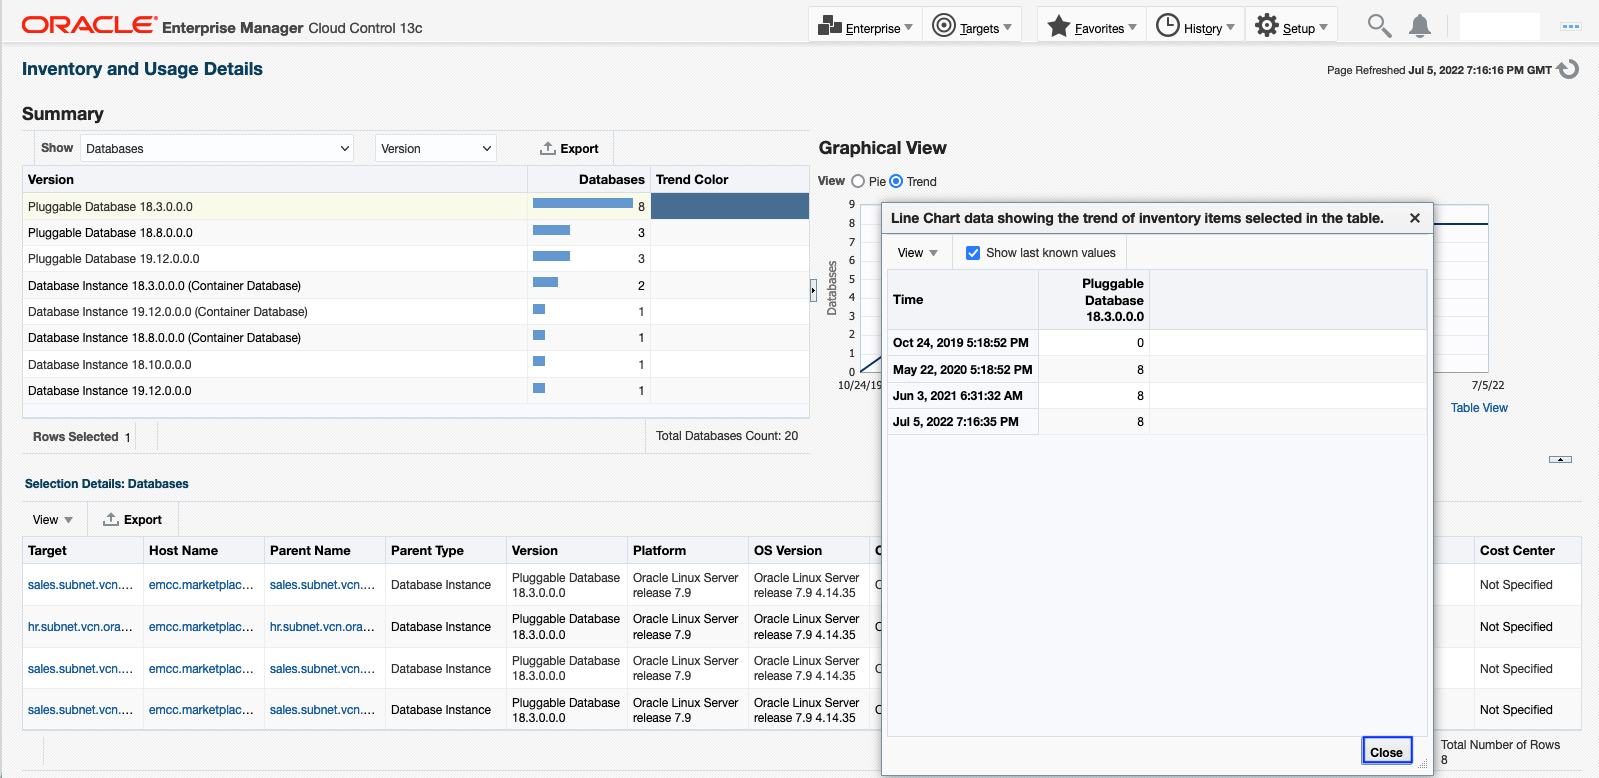 ORACLE Enterprise Manager Cloud Control 13c
Enterprise
Targets
Favorites
History
Setup
Inventory and Usage Details
Page Refreshed Jul 5, 2022 7:16:16 PM GMT
Summary
Show Databases Version Export
Version Databases Trend Color
Pluggable Database 18.3.0.0.0 8
Pluggable Database 18.8.0.0.0 3
Pluggable Database 19.12.0.0.0 3
Database Instance 18.3.0.0.0 (Container Database) 2
Database Instance 19.12.0.0.0 (Container Database) 1
Database Instance 18.8.0.0.0 (Container Database) 1
Database Instance 18.10.0.0.0 1
Database Instance 19.12.0.0.0 1
Rows Selected 1
Total Databases Count: 20
Graphical View
View Pie Trend
9
8
7
6
5
4
3
2
1
0
Databases
10/24/19
7/5/22
Table View
Line Chart data showing the trend of inventory items selected in the table.
View Show last known values
Time
Pluggable
Database
18.3.0.0.0
Oct 24, 2019 5:18:52 PM 0
May 22, 2020 5:18:52 PM 8
Jun 3, 2021 6:31:32 AM 8
Jul 5, 2022 7:16:35 PM 8
Close
Selection Details: Databases
View Export
Target Host Name Parent Name Parent Type Version Platform OS Version C Cost Center
sales.subnet.vcn.... emcc.marketplac... sales.subnet.vcn.... Database Instance Pluggable Database Oracle Linux Server Oracle Linux Server C Not Specified
18.3.0.0.0 release 7.9 release 7.9 4.14.35
hr.subnet.vcn.ora... emcc.marketplac... hr.subnet.vcn.ora... Database Instance Pluggable Database Oracle Linux Server Oracle Linux Server C Not Specified
18.3.0.0.0 release 7.9 release 7.9 4.14.35
sales.subnet.vcn.... emcc.marketplac... sales.subnet.vcn.... Database Instance Pluggable Database Oracle Linux Server Oracle Linux Server C Not Specified
18.3.0.0.0 release 7.9 release 7.9 4.14.35
sales.subnet.vcn.... emcc.marketplac... sales.subnet.vcn.... Database Instance Pluggable Database Oracle Linux Server Oracle Linux Server C Not Specified
18.3.0.0.0 release 7.9 release 7.9 4.14.35
Total Number of Rows
8